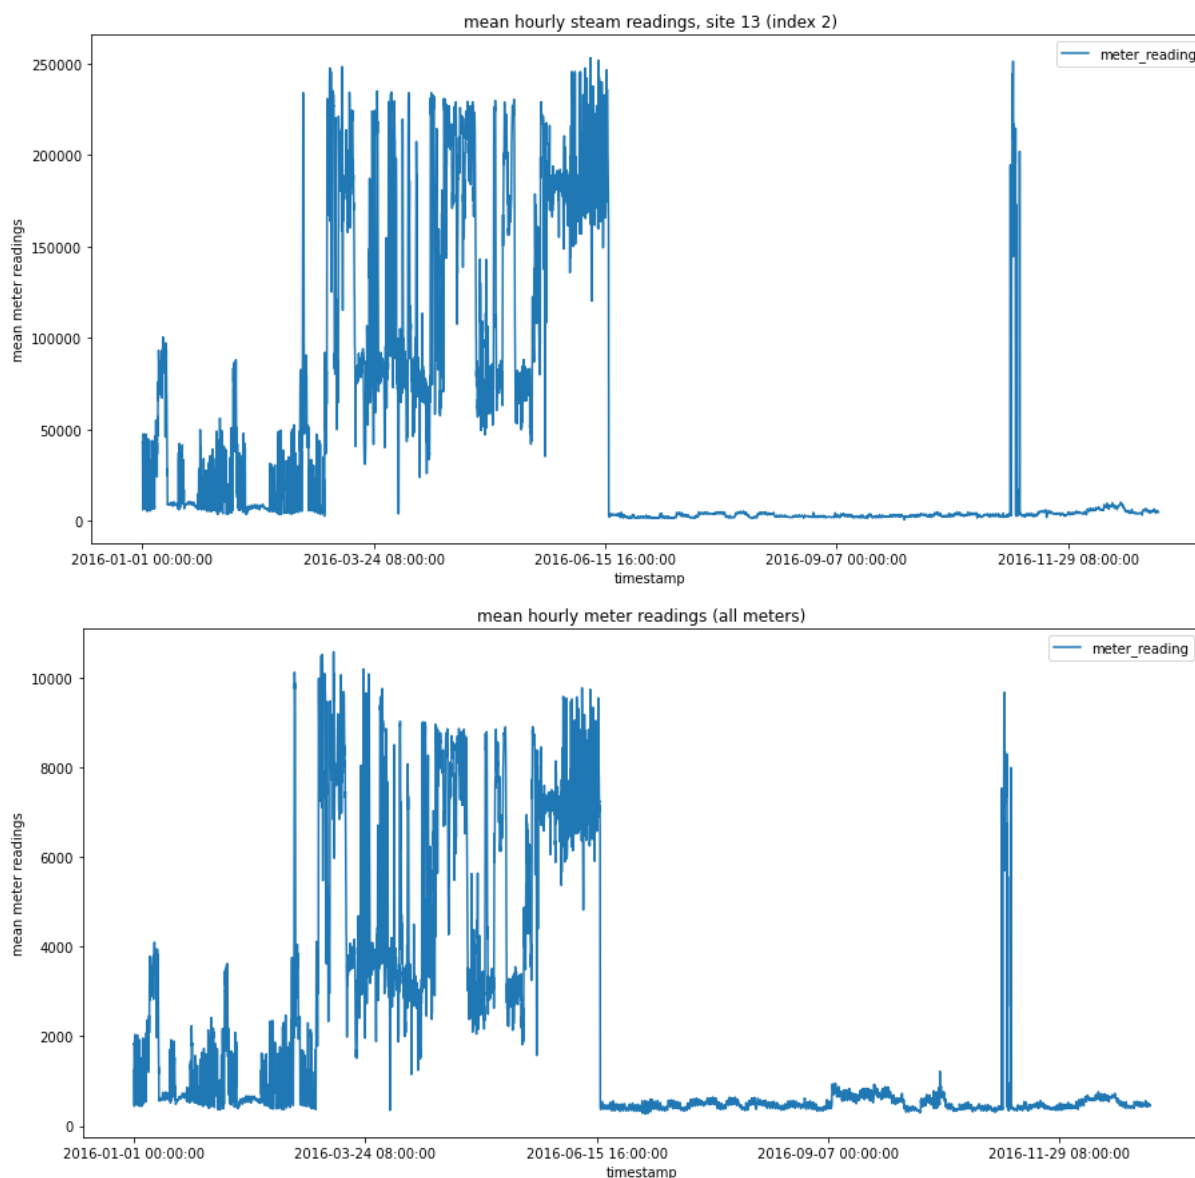 mean hourly steam readings, site 13 (index 2)
meter_reading
250000
200000
150000
100000
50000
0
mean meter readings
2016-01-01 00:00:00 2016-03-24 08:00:00 2016-06-15 16:00:00 2016-09-07 00:00:00 2016-11-29 08:00:00
timestamp
mean hourly meter readings (all meters)
meter_reading
10000
8000
6000
4000
2000
0
mean meter readings
2016-01-01 00:00:00 2016-03-24 08:00:00 2016-06-15 16:00:00 2016-09-07 00:00:00 2016-11-29 08:00:00
timestamp